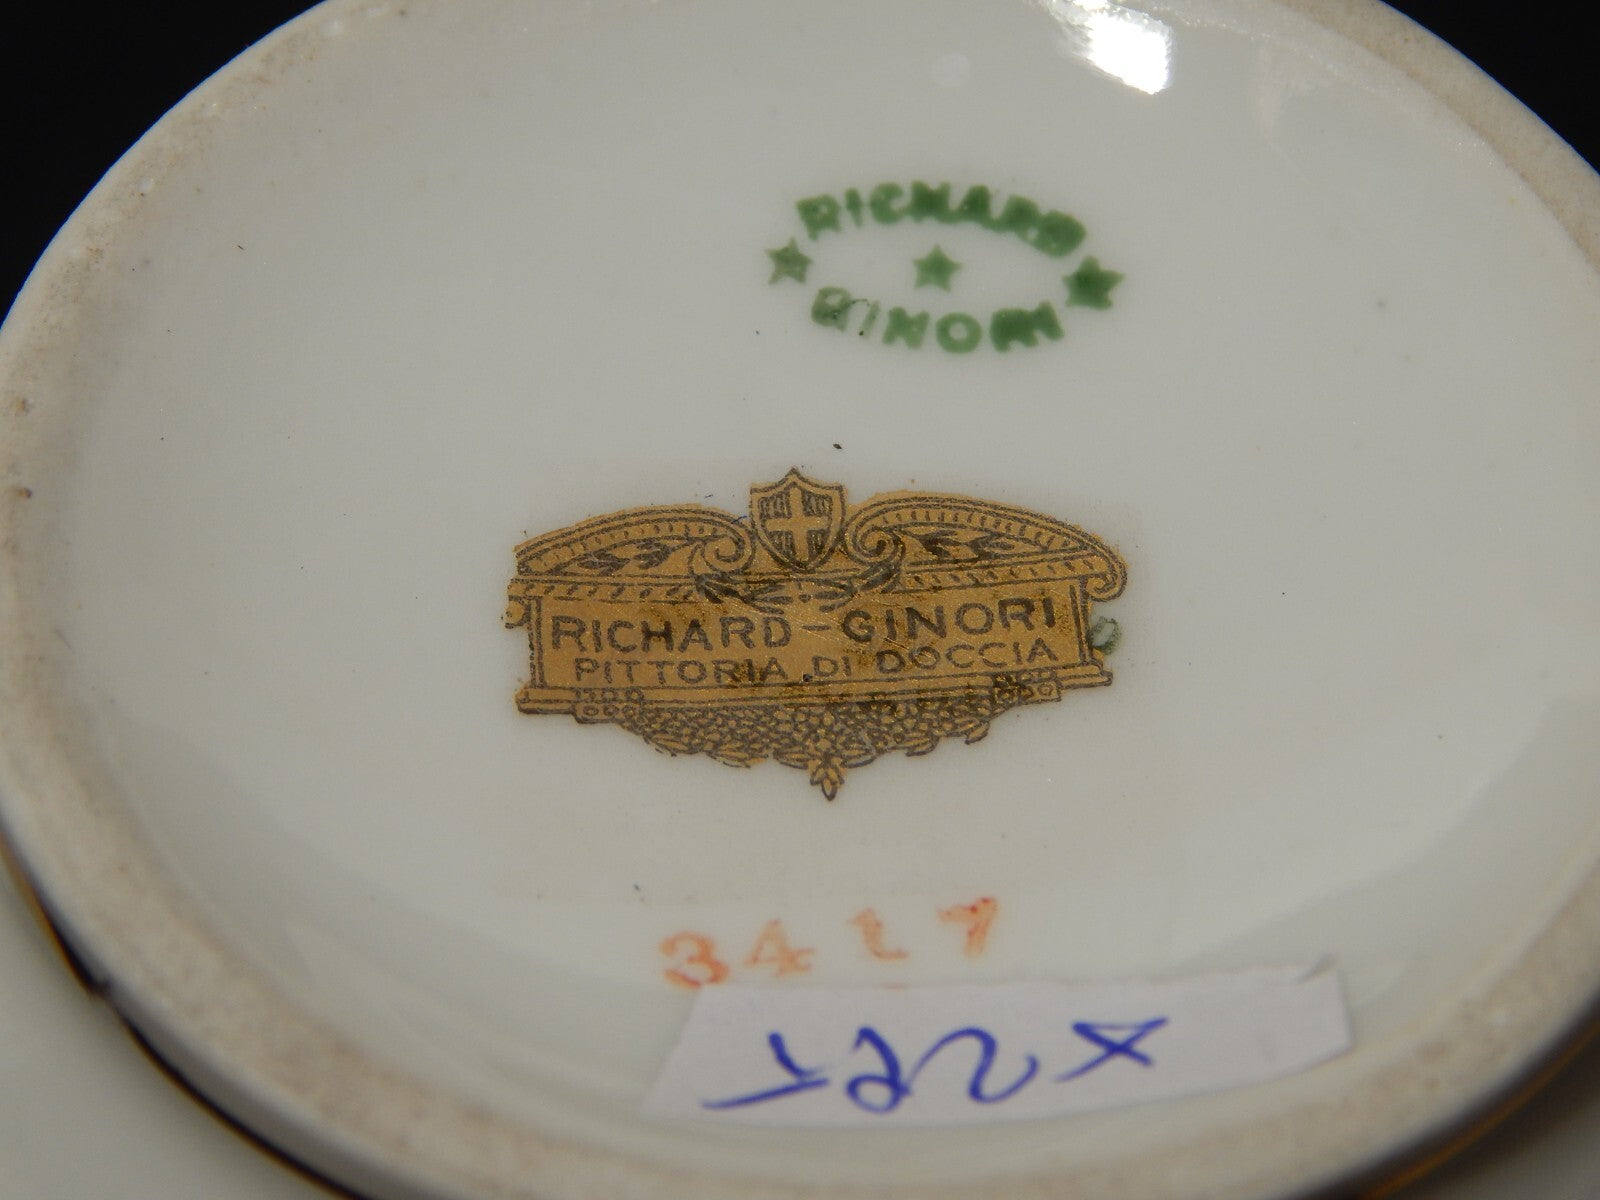 RICHARD
GINORI
RICHARD-GINORI
PITTORIA DI DOCCIA
3417